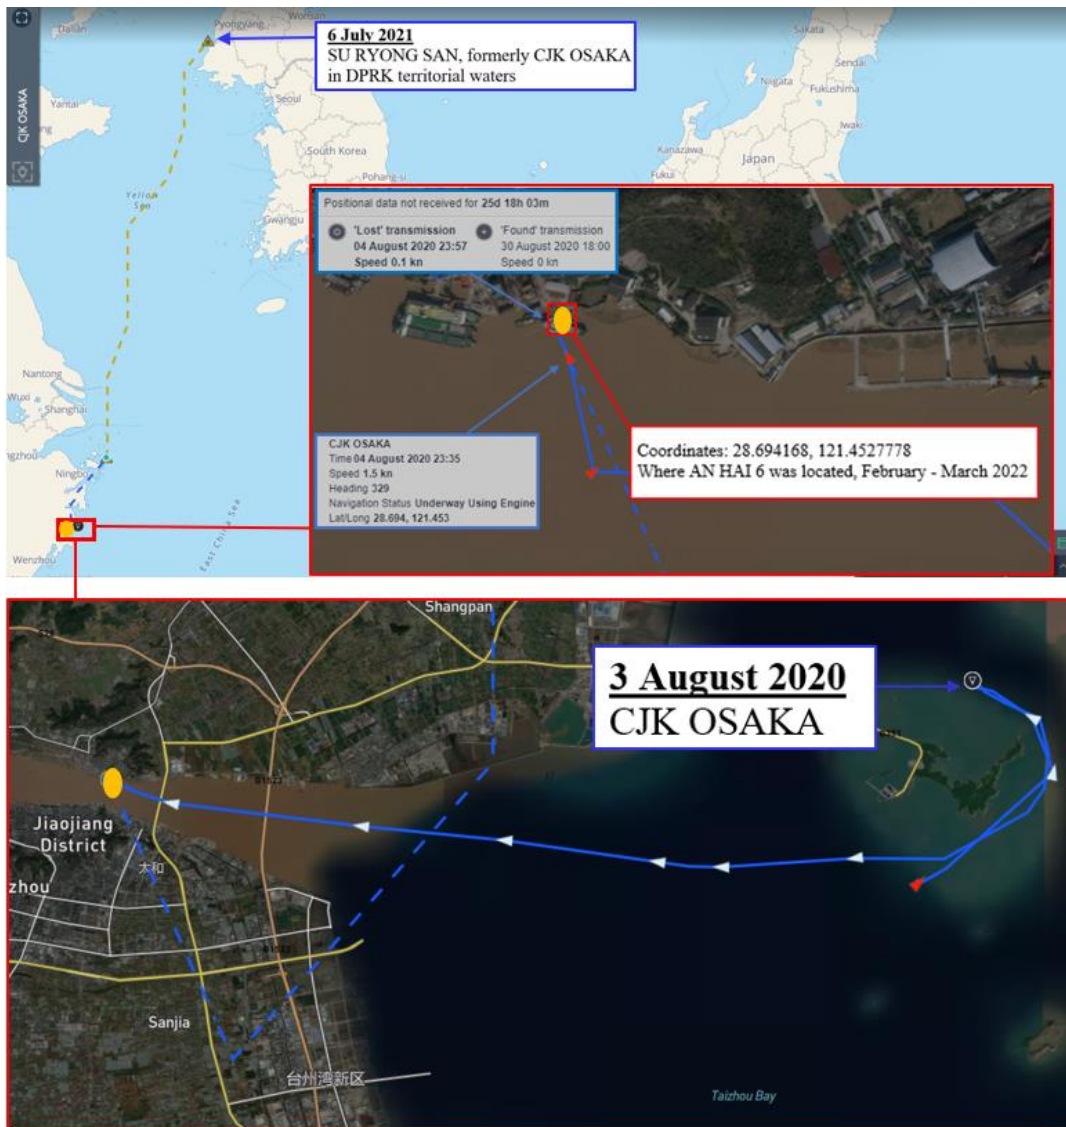 Dalian
Pyongyang
Wonsan
CJK OSAKA
Yantai
6 July 2021
SU RYONG SAN, formerly CJK OSAKA
in DPRK territorial waters
Seoul
South Korea
Pohang-si
Gwangju
Yellow
Sea
Sakata
Sendai
Niigata
Fukushima
Iwaki
Kanazawa
Fukui
Japan
Nantong
Wuxi
Shanghai
ngzhou
Ningbo
Wenzhou
East China Sea
Positional data not received for 25d 18h 03m
'Lost' transmission
04 August 2020 23:57
Speed 0.1 kn
'Found' transmission
30 August 2020 18:00
Speed 0 kn
CJK OSAKA
Time 04 August 2020 23:35
Speed 1.5 kn
Heading 329
Navigation Status Underway Using Engine
Lat/Long 28.694, 121.453
Coordinates: 28.694168, 121.4527778
Where AN HAI 6 was located, February - March 2022
Shangpan
3 August 2020
CJK OSAKA
Jiaojiang
District
太和
zhou
Sanjia
台州湾新区
Taizhou Bay